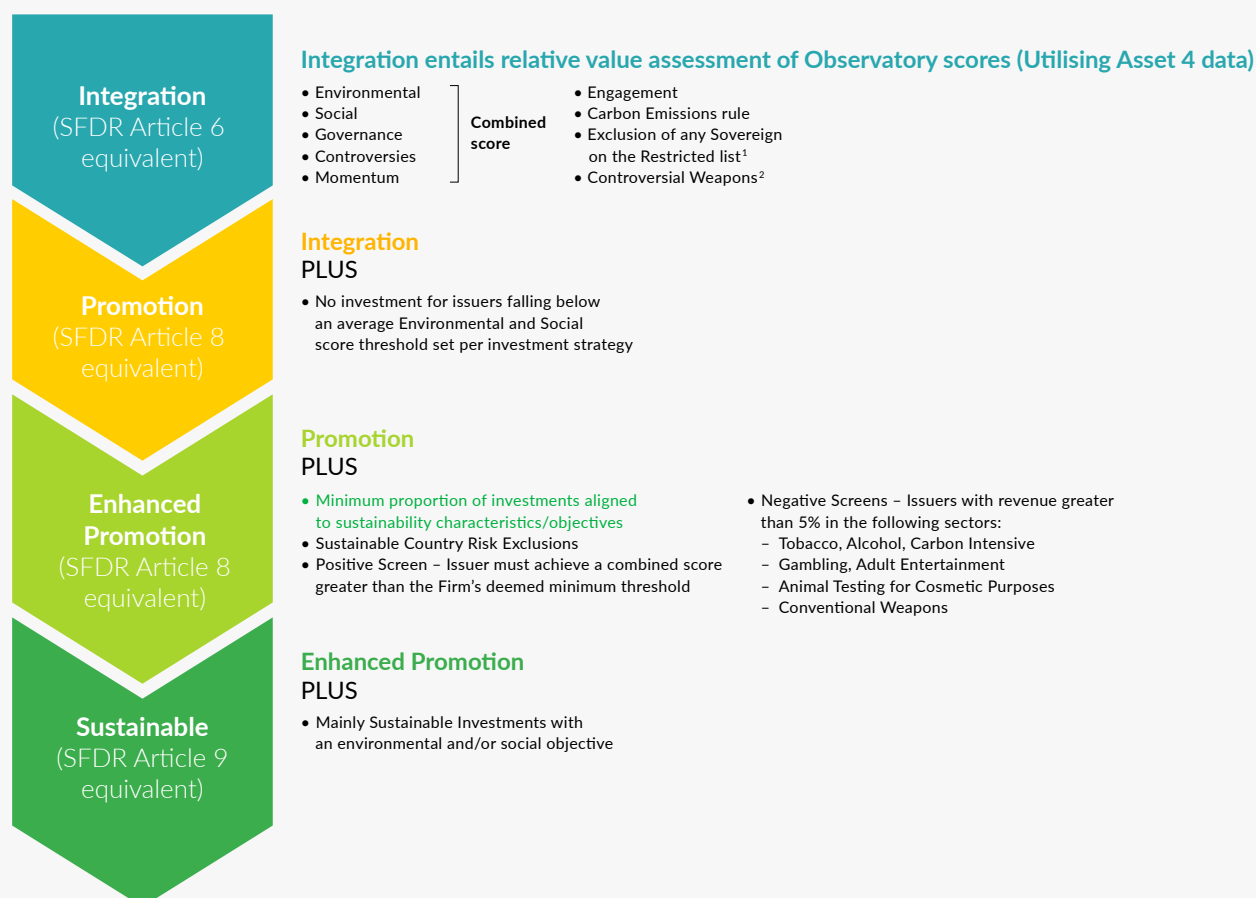 Integration
(SFDR Article 6
equivalent)
Integration entails relative value assessment of Observatory scores (Utilising Asset 4 data)
• Environmental
• Social
• Governance
• Controversies
• Momentum
Combined
score
• Engagement
• Carbon Emissions rule
• Exclusion of any Sovereign
on the Restricted list¹
• Controversial Weapons²
Promotion
(SFDR Article 8
equivalent)
Integration
PLUS
• No investment for issuers falling below
an average Environmental and Social
score threshold set per investment strategy
Enhanced
Promotion
(SFDR Article 8
equivalent)
Promotion
PLUS
• Minimum proportion of investments aligned
to sustainability characteristics/objectives
• Sustainable Country Risk Exclusions
• Positive Screen – Issuer must achieve a combined score
greater than the Firm’s deemed minimum threshold
• Negative Screens – Issuers with revenue greater
than 5% in the following sectors:
– Tobacco, Alcohol, Carbon Intensive
– Gambling, Adult Entertainment
– Animal Testing for Cosmetic Purposes
– Conventional Weapons
Sustainable
(SFDR Article 9
equivalent)
Enhanced Promotion
PLUS
• Mainly Sustainable Investments with
an environmental and/or social objective